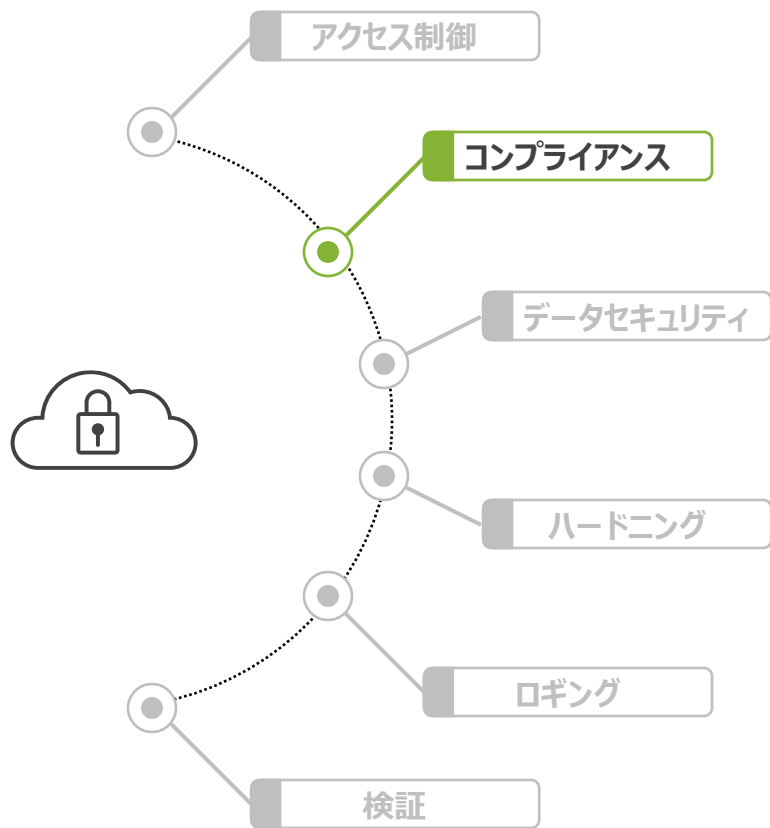 アクセス制御
コンプライアンス
データセキュリティ
ハードニング
ロギング
検証